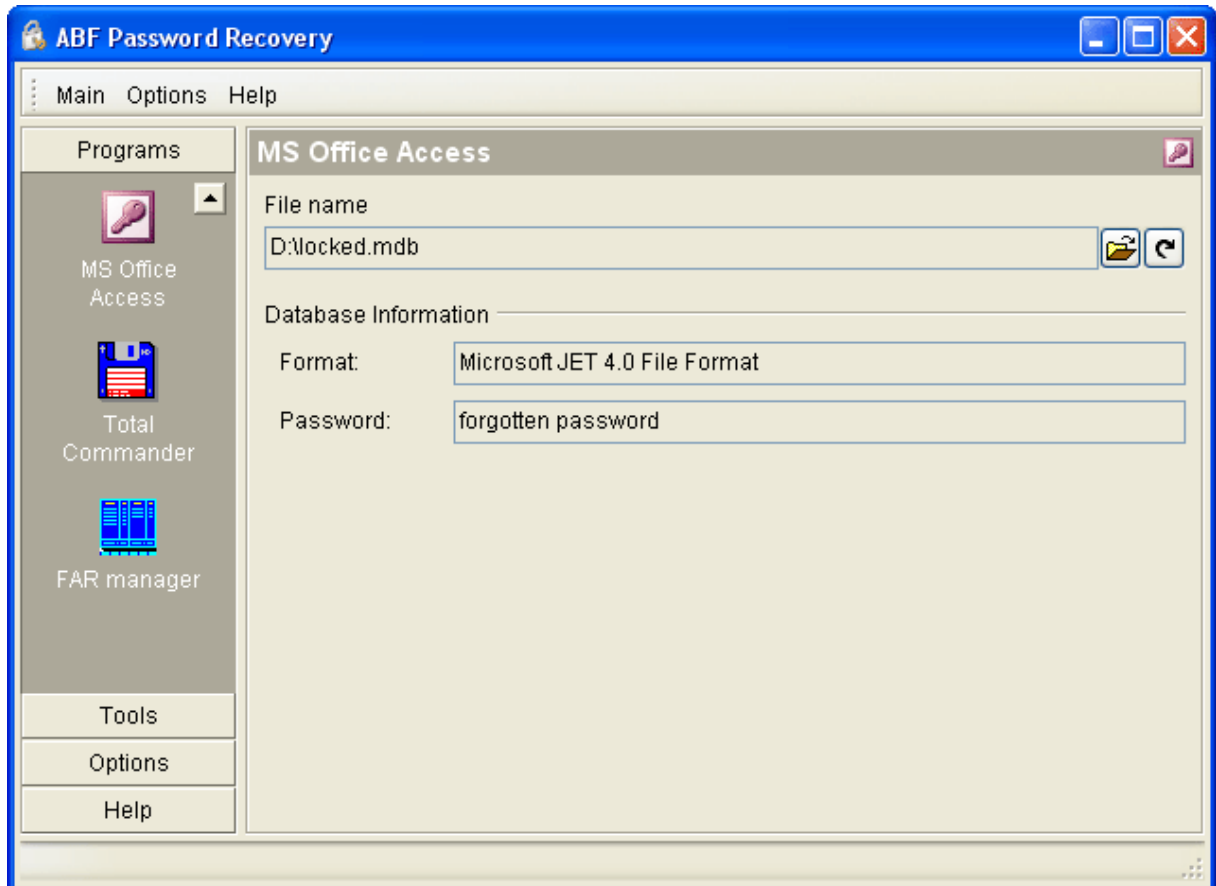 ABF Password Recovery
Main Options Help
Programs
MS Office
Access
Total
Commander
FAR manager
Tools
Options
Help
MS Office Access
File name
D:\locked.mdb
Database Information
Format: Microsoft JET 4.0 File Format
Password: forgotten password